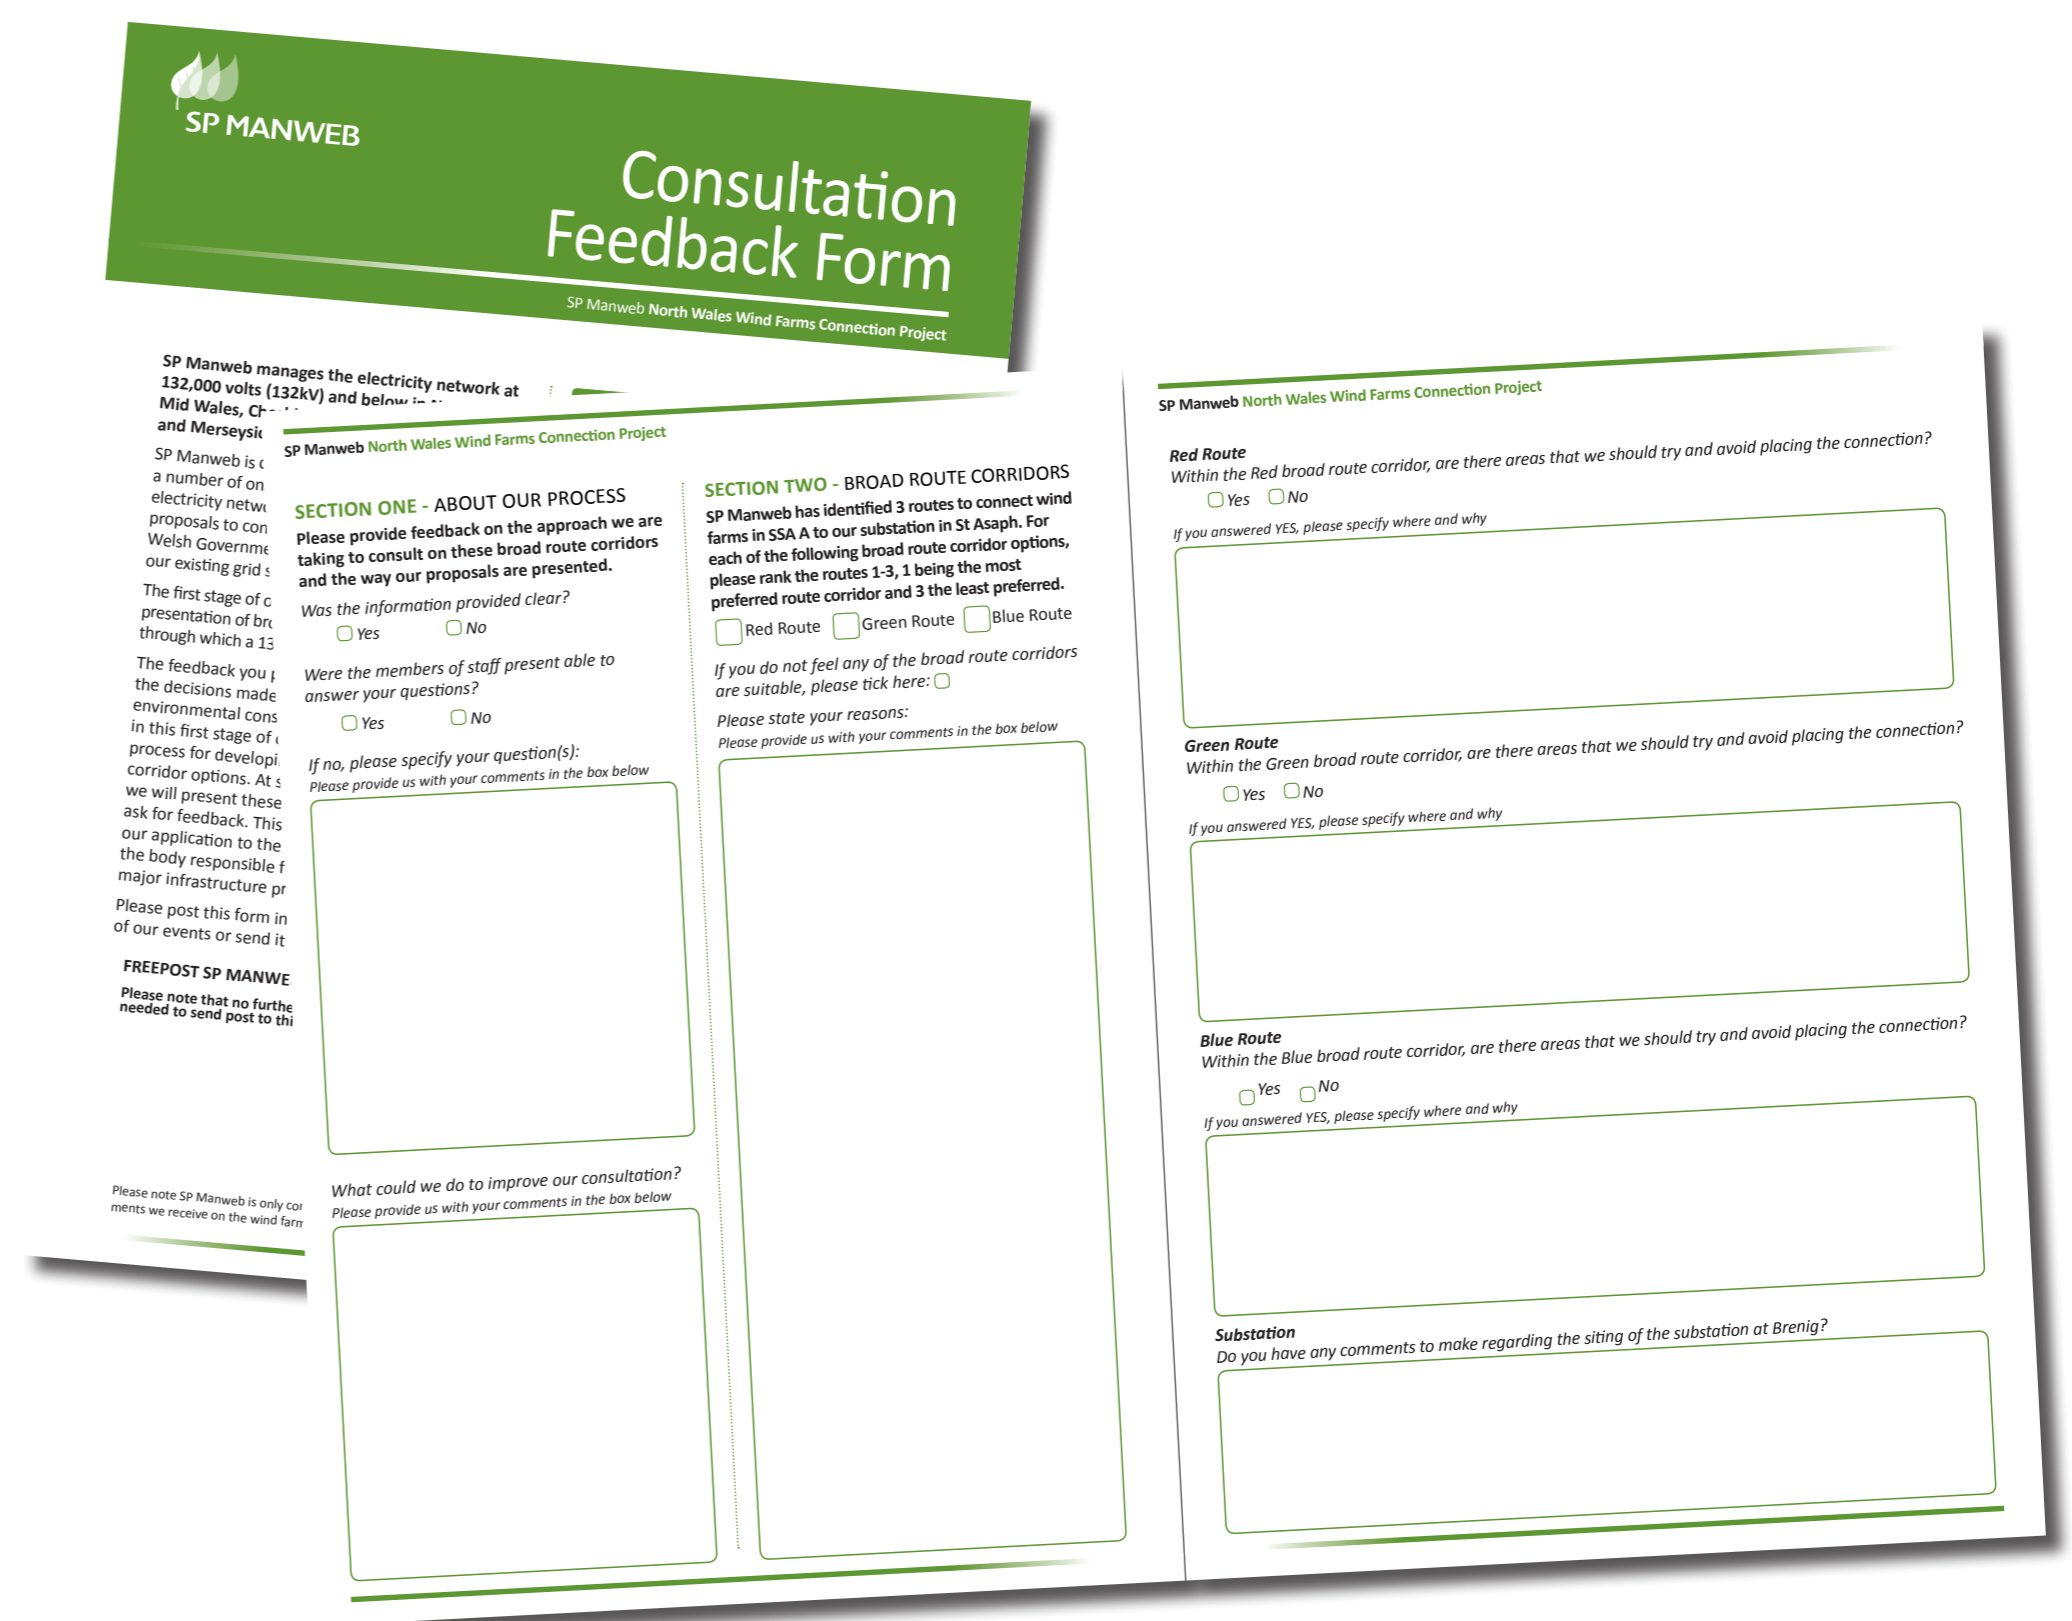 SP MANWEB
Consultation
Feedback Form
SP Manweb North Wales Wind Farms Connection Project
SP Manweb manages the electricity network at
132,000 volts (132kV) and below in
Mid Wales,
and
SP Manweb is
a number of on
electricity
proposals to
Welsh
our existing grid
The first stage of
presentation of
through which a
The feedback you
the decisions made
environmental
in this first stage of
process for
corridor options. At
we will present these
ask for feedback. This
our application to the
the body responsible
major infrastructure
Please post this form in
of our events or send it
FREEPOST SP
Please note that no
needed to send post to
Please note SP Manweb is only
ments we receive on the wind
SP Manweb North Wales Wind Farms Connection Project
SECTION ONE - ABOUT OUR PROCESS
Please provide feedback on the approach we are
taking to consult on these broad route corridors
and the way our proposals are presented.
Was the information provided clear?
Yes No
Were the members of staff present able to
answer your questions?
Yes No
If no, please specify your question(s):
Please provide us with your comments in the box below
What could we do to improve our consultation?
Please provide us with your comments in the box below
SECTION TWO - BROAD ROUTE CORRIDORS
SP Manweb has identified 3 routes to connect wind
farms in SSA A to our substation in St Asaph. For
each of the following broad route corridor options,
please rank the routes 1-3, 1 being the most
preferred route corridor and 3 the least preferred.
Red Route Green Route Blue Route
If you do not feel any of the broad route corridors
are suitable, please tick here:
Please state your reasons:
Please provide us with your comments in the box below
SP Manweb North Wales Wind Farms Connection Project
Red Route
Within the Red broad route corridor, are there areas that we should try and avoid placing the connection?
Yes No
If you answered YES, please specify where and why
Green Route
Within the Green broad route corridor, are there areas that we should try and avoid placing the connection?
Yes No
If you answered YES, please specify where and why
Blue Route
Within the Blue broad route corridor, are there areas that we should try and avoid placing the connection?
Yes No
If you answered YES, please specify where and why
Substation
Do you have any comments to make regarding the siting of the substation at Brenig?